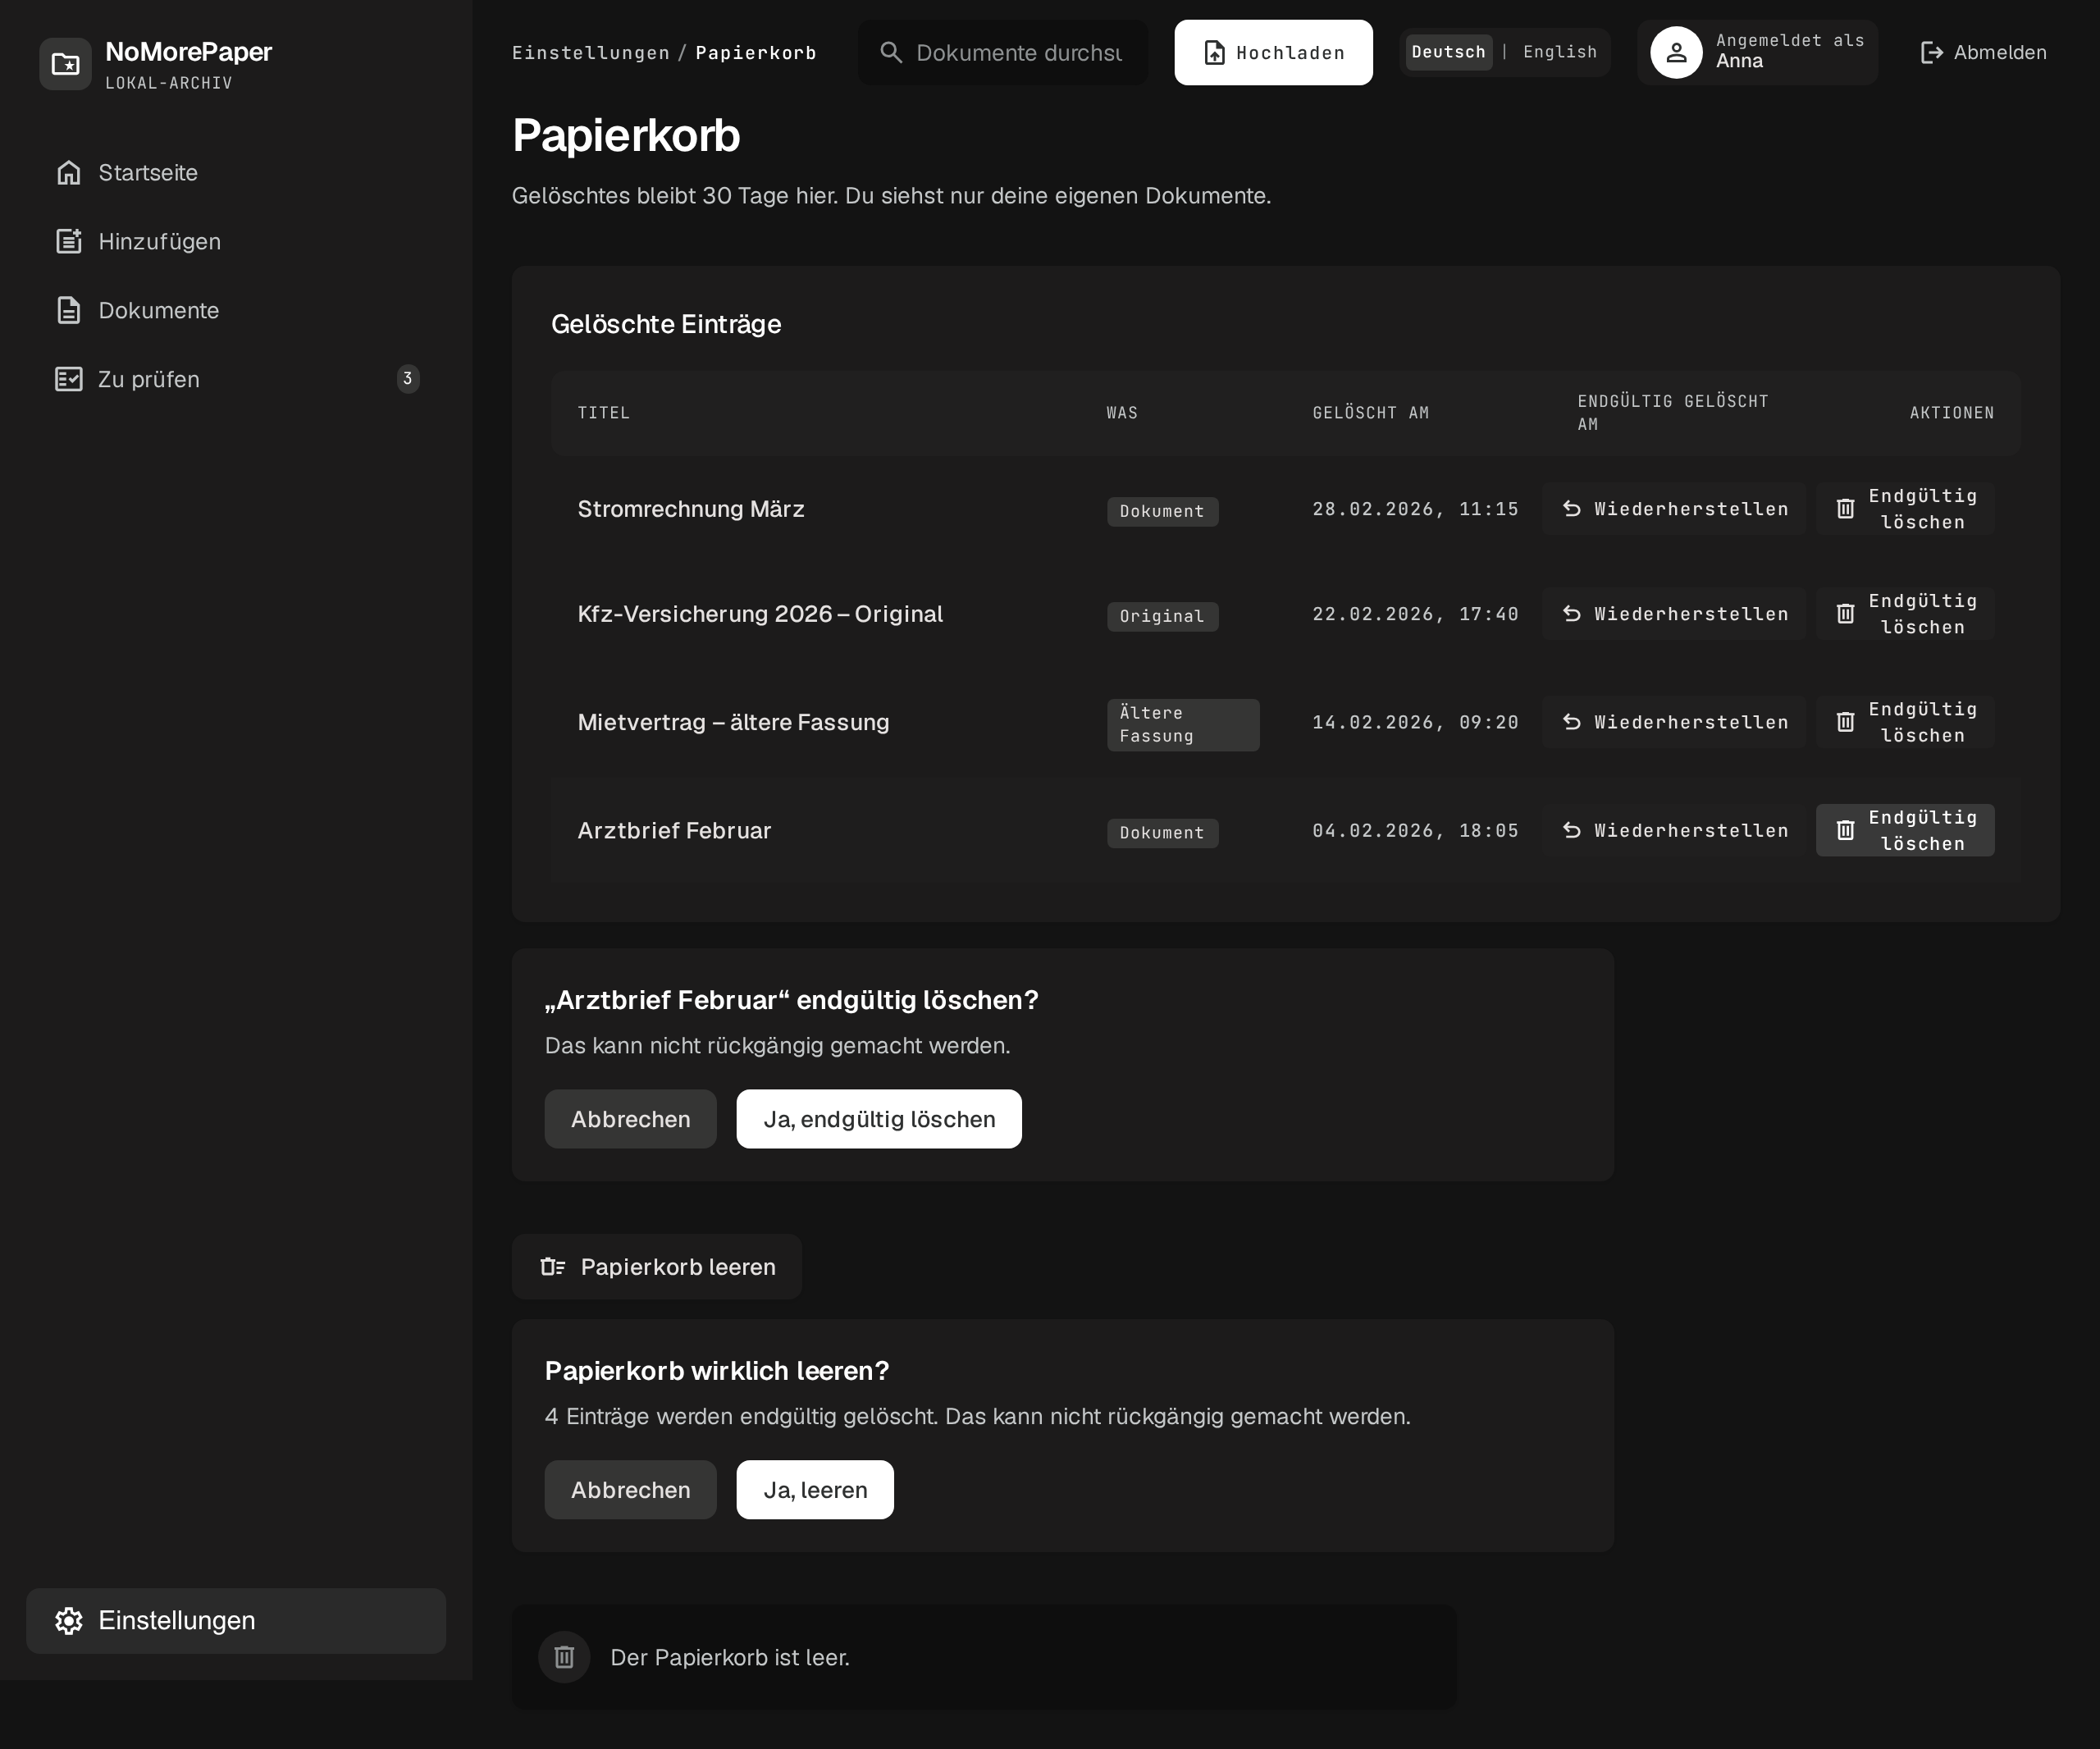 NoMorePaper
LOKAL-ARCHIV
Startseite
Hinzufügen
Dokumente
Zu prüfen 3
Einstellungen
Einstellungen / Papierkorb
Dokumente durchsu
Hochladen
Deutsch | English
Angemeldet als
Anna
Abmelden
Papierkorb
Gelöschtes bleibt 30 Tage hier. Du siehst nur deine eigenen Dokumente.
Gelöschte Einträge
TITEL WAS GELÖSCHT AM ENDGÜLTIG GELÖSCHT AM AKTIONEN
Stromrechnung März Dokument 28.02.2026, 11:15 Wiederherstellen Endgültig löschen
Kfz-Versicherung 2026 – Original Original 22.02.2026, 17:40 Wiederherstellen Endgültig löschen
Mietvertrag – ältere Fassung Ältere Fassung 14.02.2026, 09:20 Wiederherstellen Endgültig löschen
Arztbrief Februar Dokument 04.02.2026, 18:05 Wiederherstellen Endgültig löschen
„Arztbrief Februar“ endgültig löschen?
Das kann nicht rückgängig gemacht werden.
Abbrechen Ja, endgültig löschen
Papierkorb leeren
Papierkorb wirklich leeren?
4 Einträge werden endgültig gelöscht. Das kann nicht rückgängig gemacht werden.
Abbrechen Ja, leeren
Der Papierkorb ist leer.